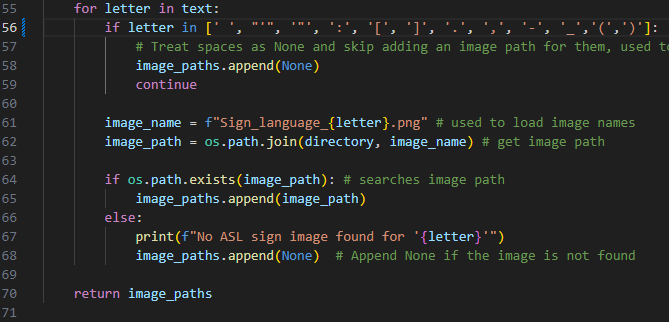 55 for letter in text:
56 if letter in [' ', "'", '"', ':', '[', ']', '.', ',', '-', '_','(',')']:
57 # Treat spaces as None and skip adding an image path for them, used to
58 image_paths.append(None)
59 continue
60
61 image_name = f"Sign_language_{letter}.png" # used to load image names
62 image_path = os.path.join(directory, image_name) # get image path
63
64 if os.path.exists(image_path): # searches image path
65 image_paths.append(image_path)
66 else:
67 print(f"No ASL sign image found for '{letter}'")
68 image_paths.append(None)  # Append None if the image is not found
69
70 return image_paths
71